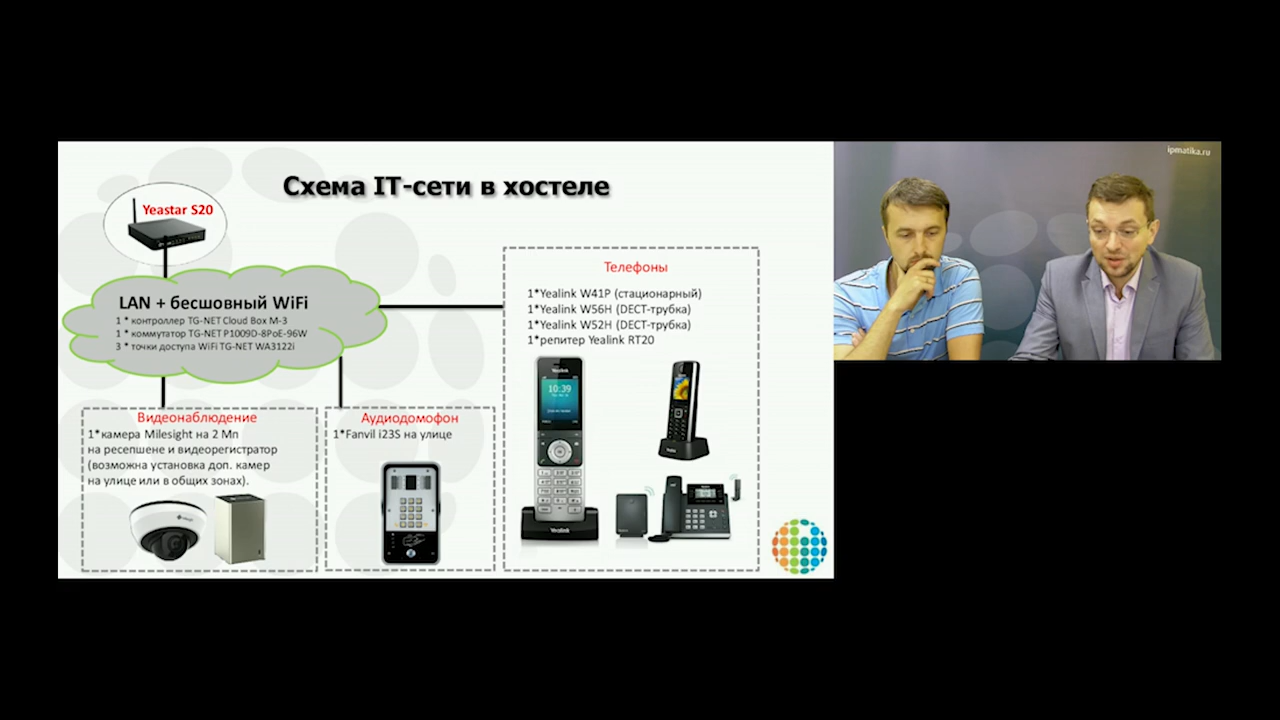 Схема IT-сети в хостеле
ipmatika.ru
Yeastar S20
LAN + бесшовный WiFi
1 * контроллер TG-NET Cloud Box M-3
1 * коммутатор TG-NET P1009D-8PoE-96W
3 * точки доступа WiFi TG-NET WA3122i
Телефоны
1*Yealink W41P (стационарный)
1*Yealink W56H (DECT-трубка)
1*Yealink W52H (DECT-трубка)
1*репитер Yealink RT20
Видеонаблюдение
1*камера Milesight на 2 Мп
на ресепшене и видеорегистратор
(возможна установка доп. камер
на улице или в общих зонах).
Аудиодомофон
1*Fanvil i23S на улице
Yealink
10:39
Yealink